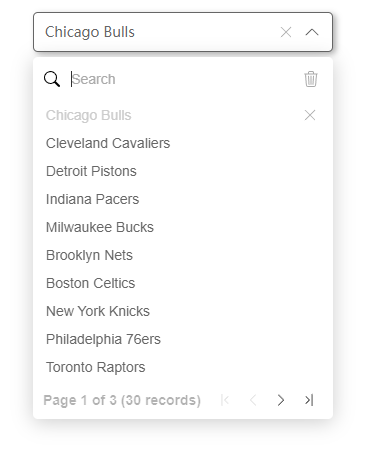 Chicago Bulls
Search
Chicago Bulls
Cleveland Cavaliers
Detroit Pistons
Indiana Pacers
Milwaukee Bucks
Brooklyn Nets
Boston Celtics
New York Knicks
Philadelphia 76ers
Toronto Raptors
Page 1 of 3 (30 records)